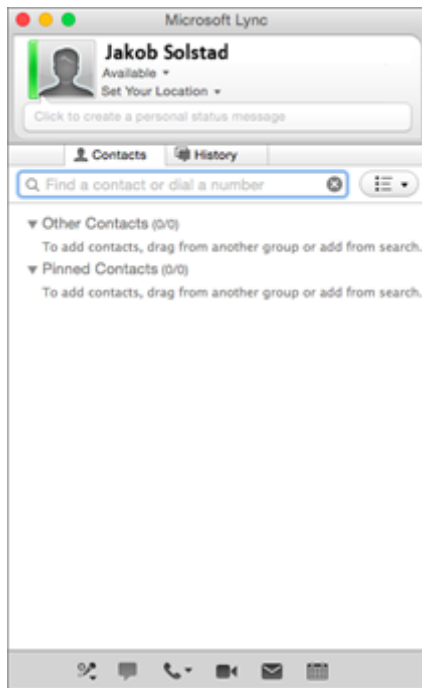 Microsoft Lync
Jakob Solstad
Available
Set Your Location
Click to create a personal status message
Contacts History
Find a contact or dial a number
Other Contacts (0/0)
To add contacts, drag from another group or add from search.
Pinned Contacts (0/0)
To add contacts, drag from another group or add from search.